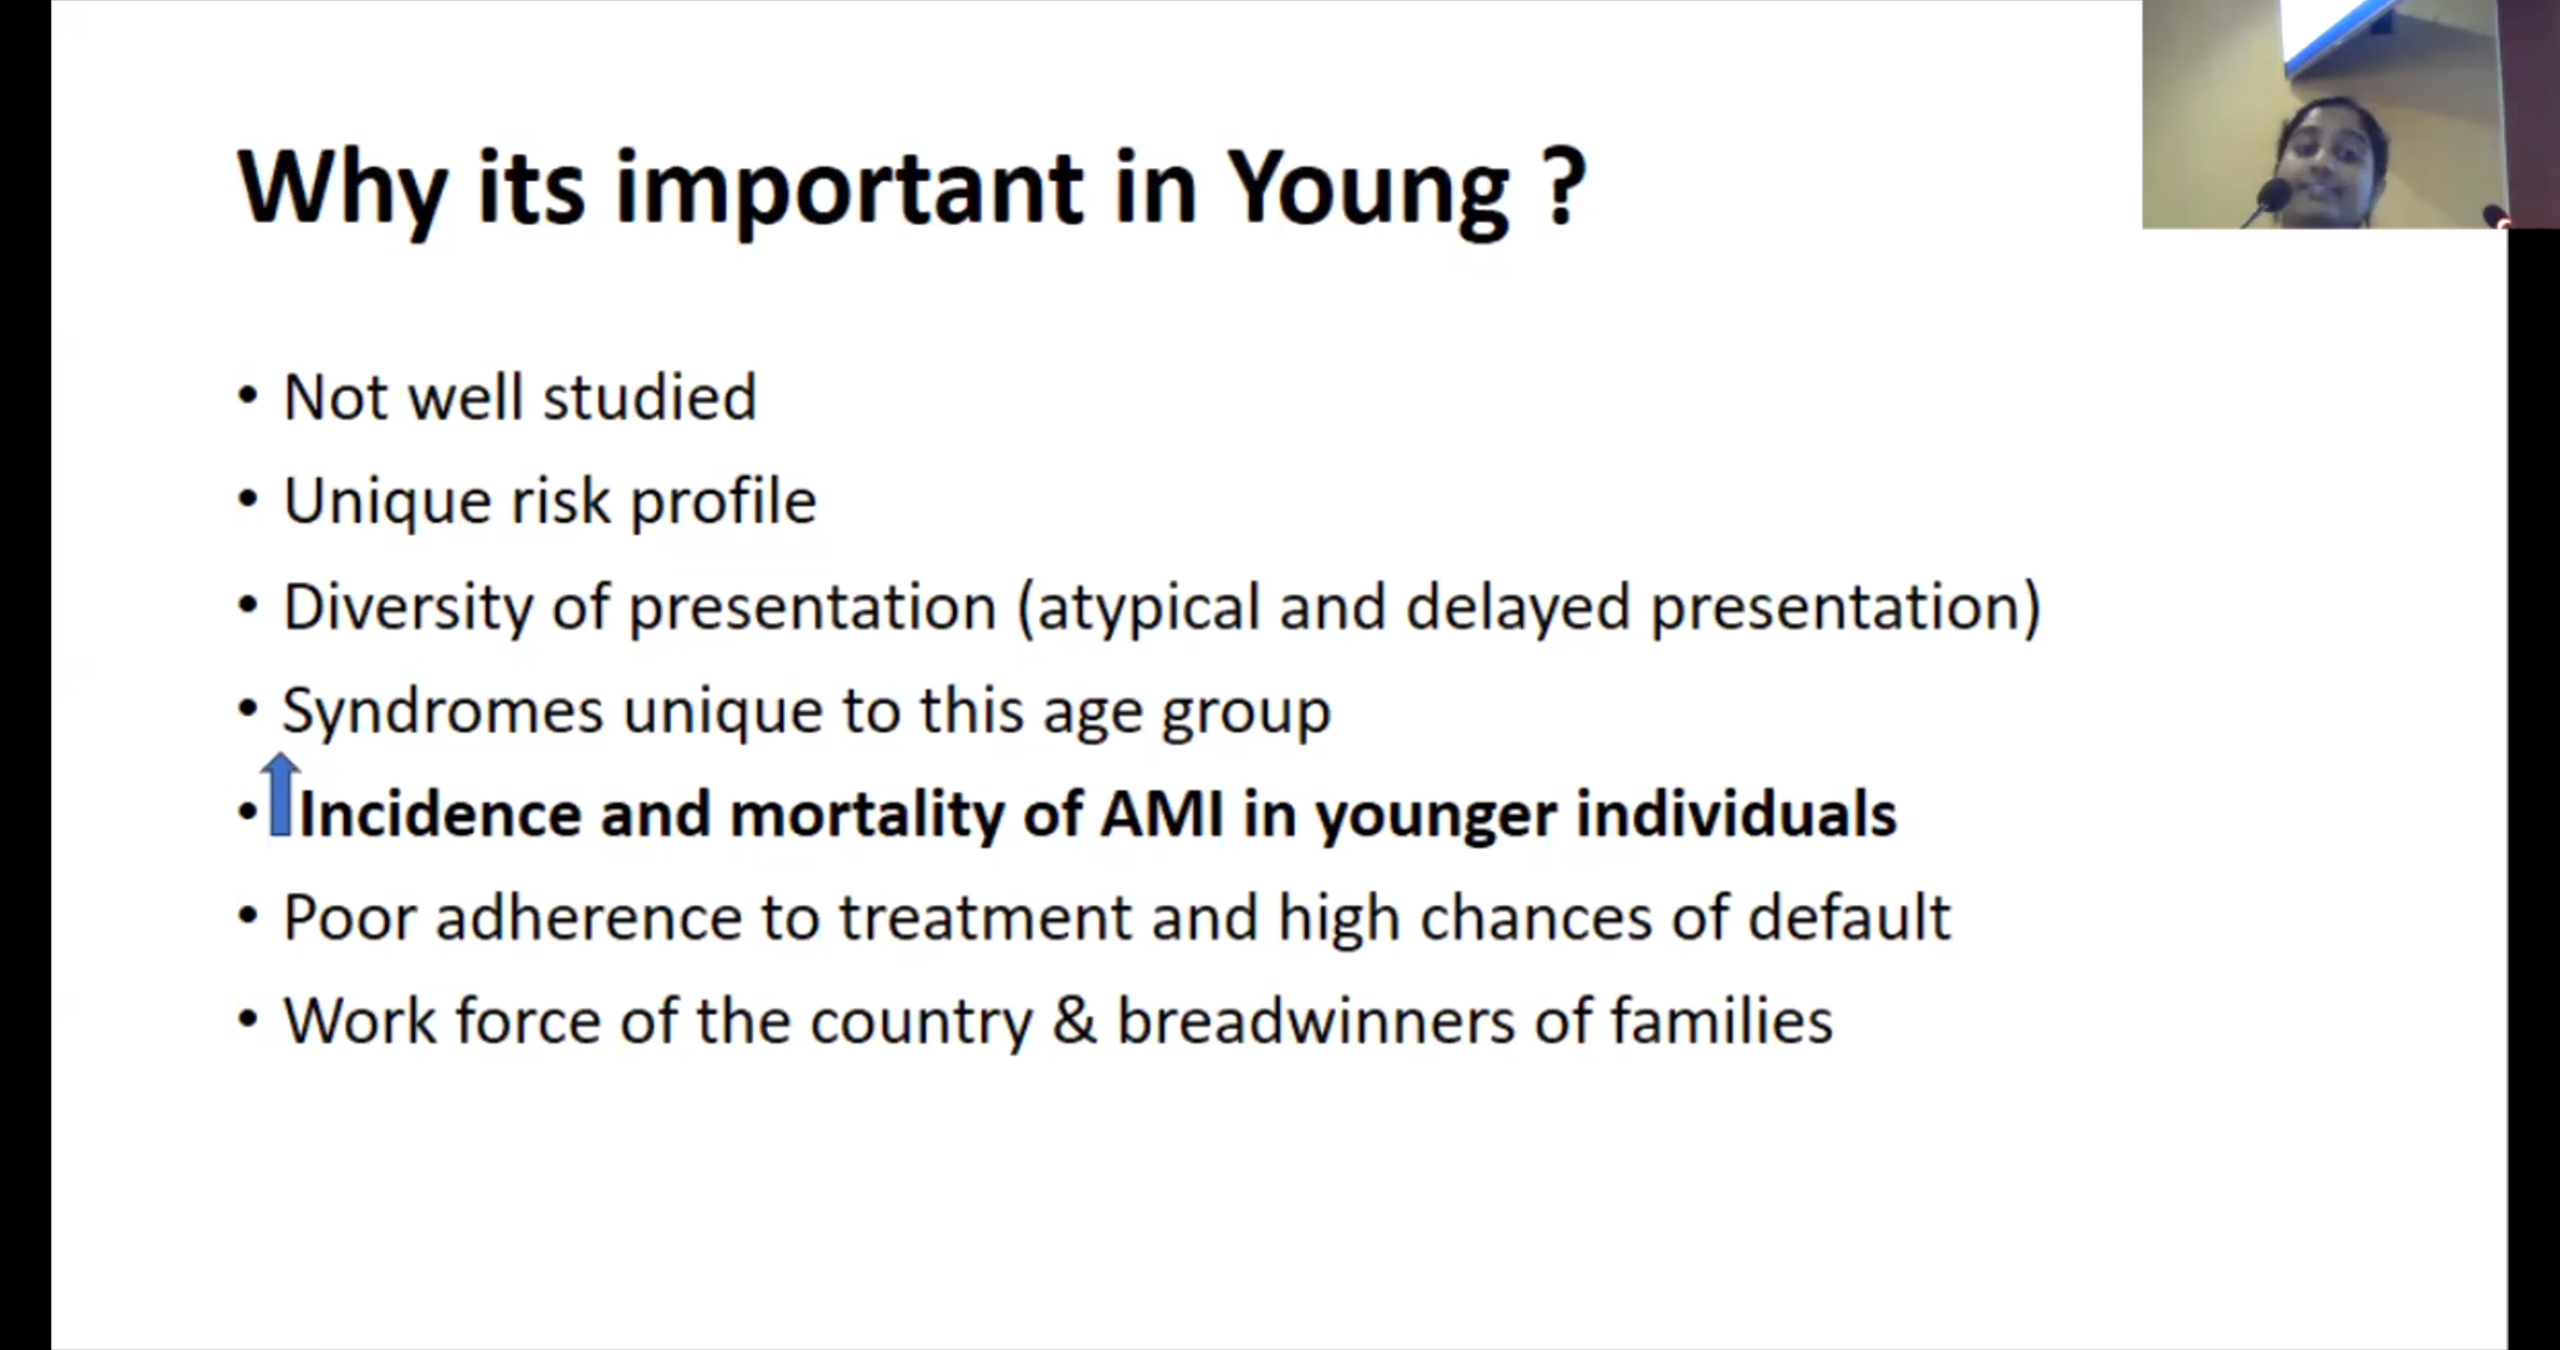 Why its important in Young ?
• Not well studied
• Unique risk profile
• Diversity of presentation (atypical and delayed presentation)
• Syndromes unique to this age group
• Incidence and mortality of AMI in younger individuals
• Poor adherence to treatment and high chances of default
• Work force of the country & breadwinners of families